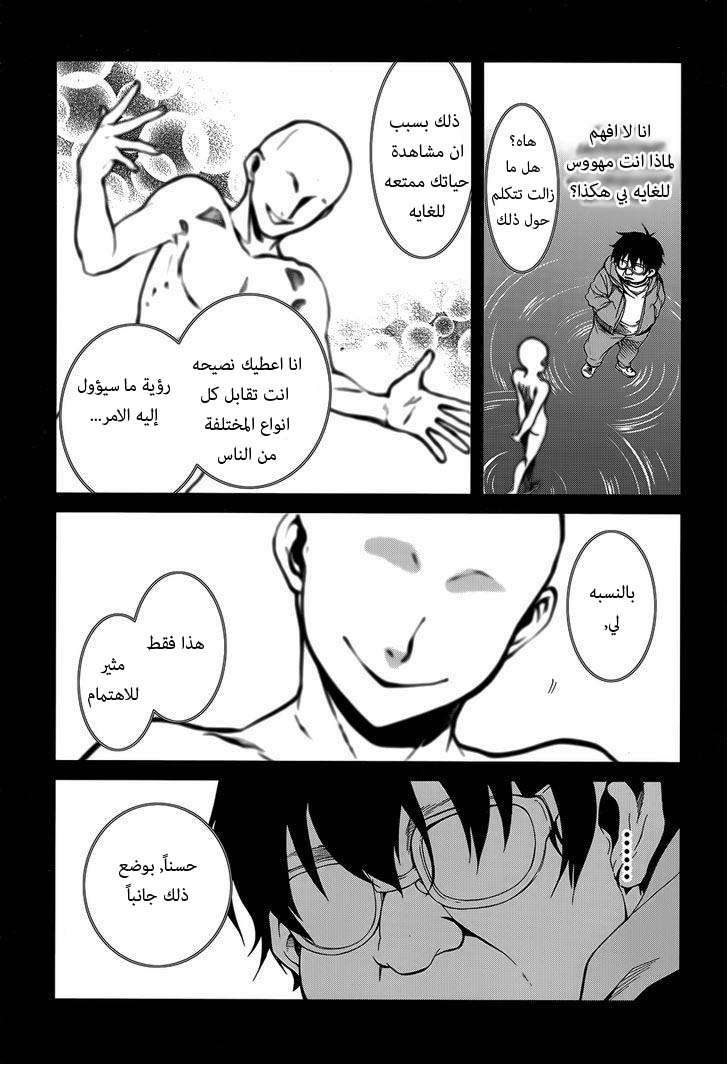 انا لا افهم
لماذا انت مهووس
للغايه بي هكذا؟
هاه؟
هل ما
زالت تتكلم
حول ذلك
ذلك بسبب
ان مشاهدة
حياتك ممتعه
للغايه
انا اعطيك نصيحه
انت تقابل كل
انواع المختلفة
من الناس
رؤية ما سيؤول
إليه الامر...
بالنسبه
لي,
هذا فقط
مثير
للاهتمام
......
حسناً, بوضع
ذلك جانباً